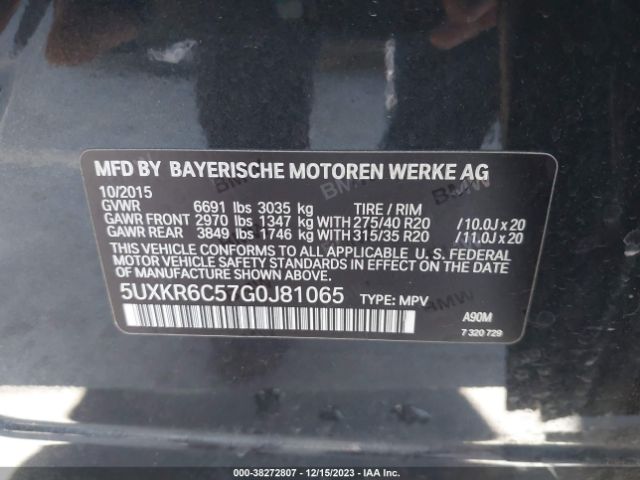 MFD BY BAYERISCHE MOTOREN WERKE AG
10/2015
GVWR 6691 lbs 3035 kg TIRE / RIM
GAWR FRONT 2970 lbs 1347 kg WITH 275/40 R20 /10.0J x 20
GAWR REAR 3849 lbs 1746 kg WITH 315/35 R20 /11.0J x 20
THIS VEHICLE CONFORMS TO ALL APPLICABLE U. S. FEDERAL
MOTOR VEHICLE SAFETY AND THEFT PREVENTION STANDARDS
IN EFFECT ON THE DATE OF MANUFACTURE SHOWN ABOVE.
5UXKR6C57G0J81065 TYPE: MPV
A90M
7 320 729
000-38272807 - 12/15/2023 - IAA Inc.